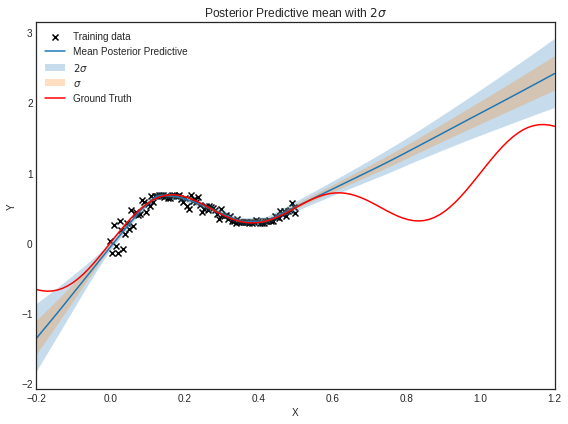 Posterior Predictive mean with 2σ
Training data
Mean Posterior Predictive
2σ
σ
Ground Truth
Y
3
2
1
0
−1
−2
−0.2 0.0 0.2 0.4 0.6 0.8 1.0 1.2
X